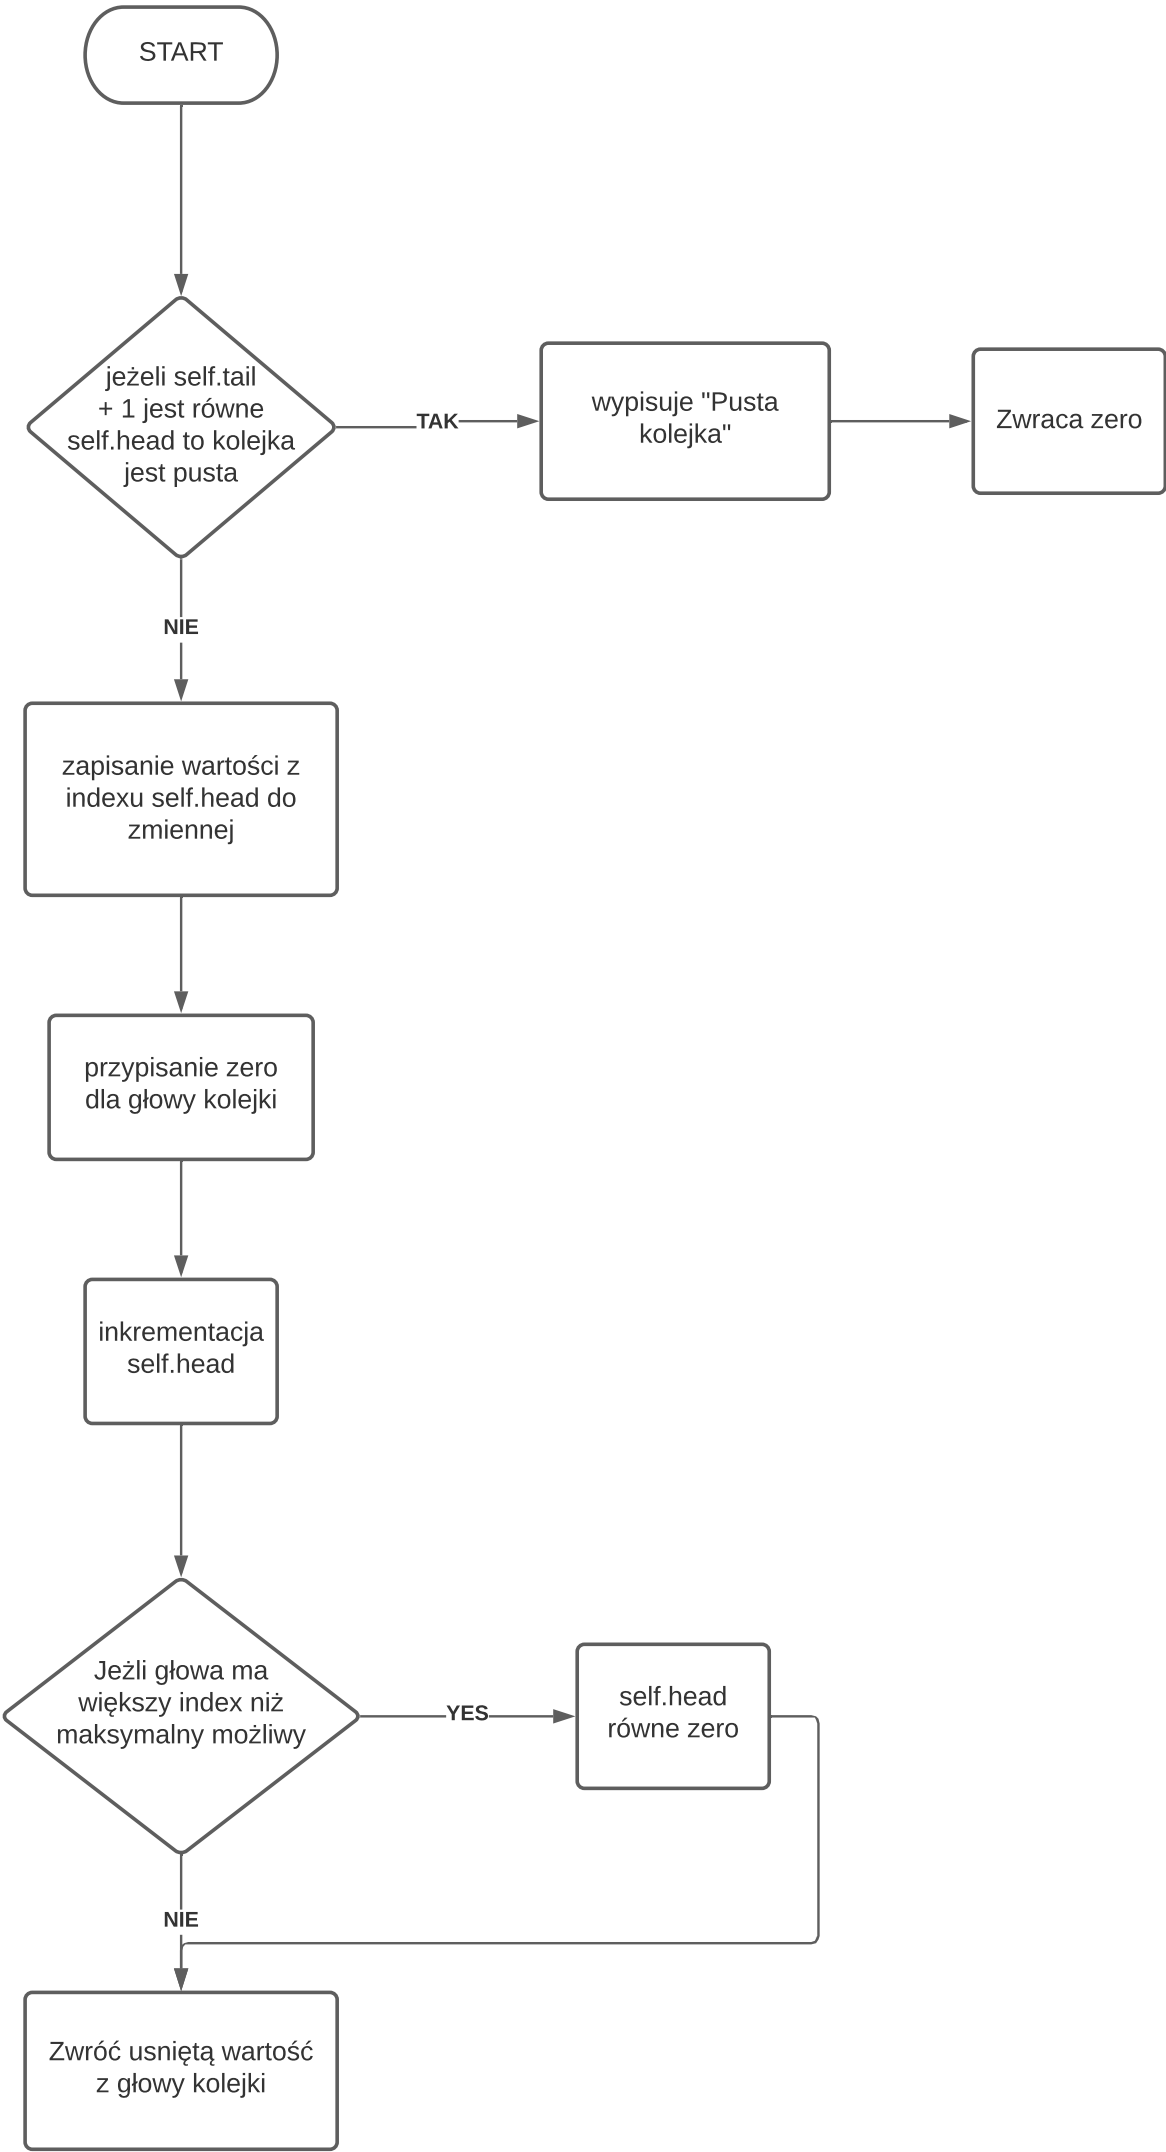 START
jeżeli self.tail
+ 1 jest równe
self.head to kolejka
jest pusta
TAK
wypisuje "Pusta
kolejka"
Zwraca zero
NIE
zapisanie wartości z
indexu self.head do
zmiennej
przypisanie zero
dla głowy kolejki
inkrementacja
self.head
Jeżli głowa ma
większy index niż
maksymalny możliwy
YES
self.head
równe zero
NIE
Zwróć usniętą wartość
z głowy kolejki